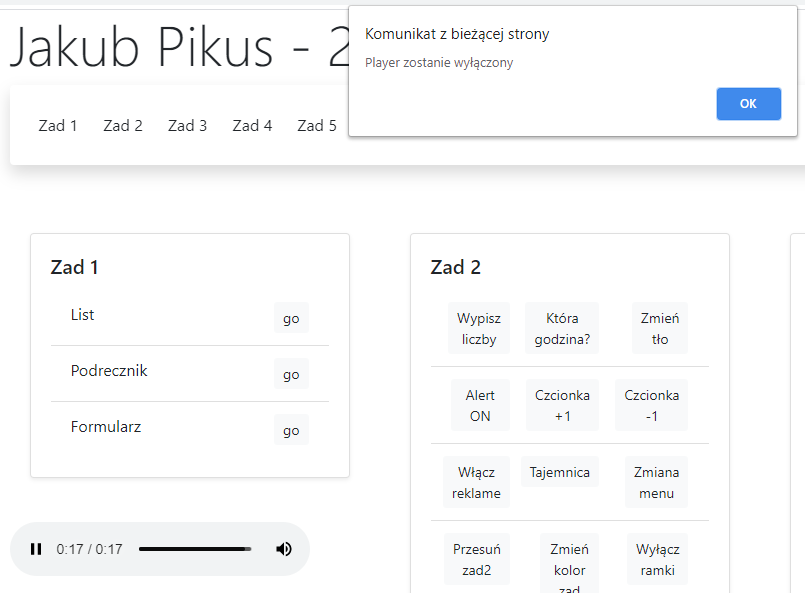 Jakub Pikus - 2
Komunikat z bieżącej strony
Player zostanie wyłączony
OK
Zad 1 Zad 2 Zad 3 Zad 4 Zad 5
Zad 1
List go
Podrecznik go
Formularz go
0:17 / 0:17
Zad 2
Wypisz Która Zmień
liczby godzina? tło
Alert Czcionka Czcionka
ON +1 -1
Włącz Tajemnica Zmiana
reklame menu
Przesuń Zmień Wyłącz
zad2 kolor ramki
zad